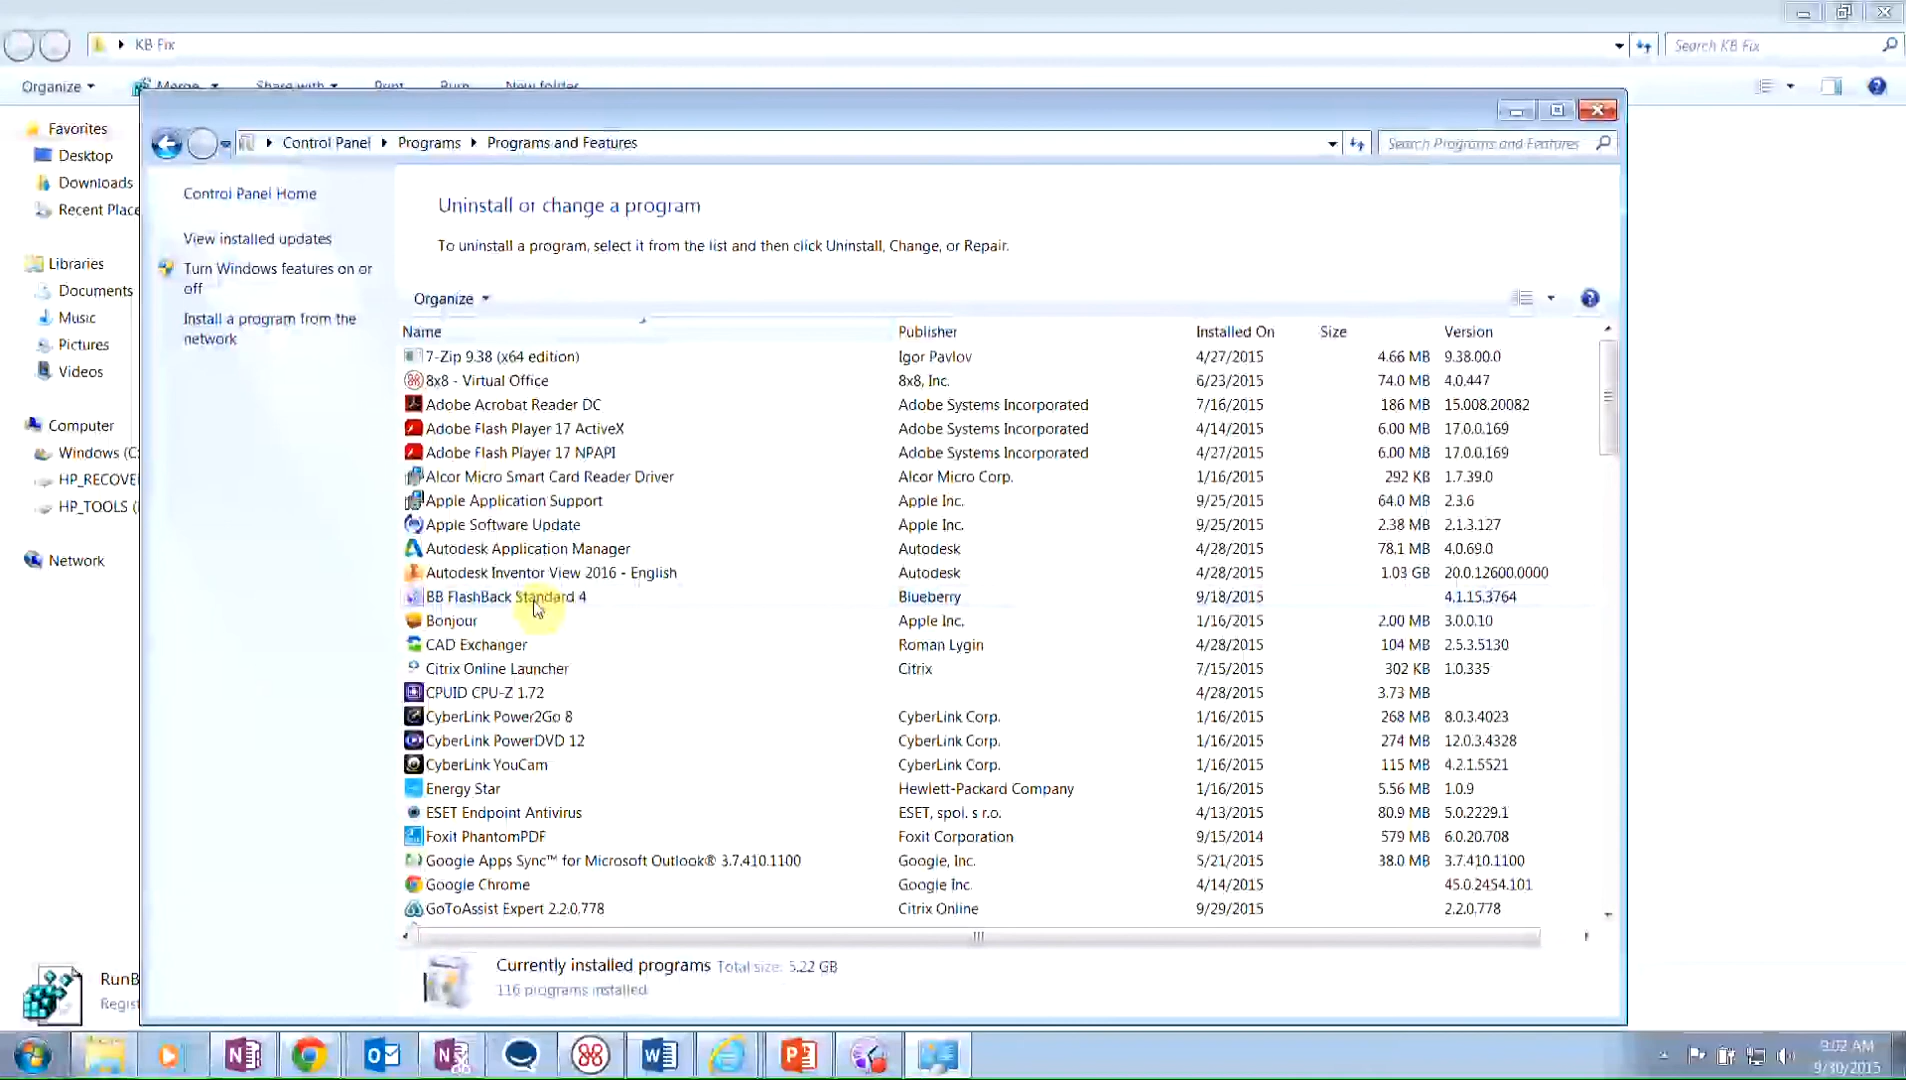 KB Fix
Search KB Fix
Organize Merge Share with Print Burn New folder
Favorites
Desktop
Downloads
Recent Place
Libraries
Documents
Music
Pictures
Videos
Computer
Windows (C:
HP_RECOVE
HP_TOOLS (
Network
RunB
Regist
Control Panel Programs Programs and Features
Search Programs and Features
Control Panel Home
View installed updates
Turn Windows features on or
off
Install a program from the
network
Uninstall or change a program
To uninstall a program, select it from the list and then click Uninstall, Change, or Repair.
Organize
Name Publisher Installed On Size Version
7-Zip 9.38 (x64 edition) Igor Pavlov 4/27/2015 4.66 MB 9.38.00.0
8x8 - Virtual Office 8x8, Inc. 6/23/2015 74.0 MB 4.0.447
Adobe Acrobat Reader DC Adobe Systems Incorporated 7/16/2015 186 MB 15.008.20082
Adobe Flash Player 17 ActiveX Adobe Systems Incorporated 4/14/2015 6.00 MB 17.0.0.169
Adobe Flash Player 17 NPAPI Adobe Systems Incorporated 4/27/2015 6.00 MB 17.0.0.169
Alcor Micro Smart Card Reader Driver Alcor Micro Corp. 1/16/2015 292 KB 1.7.39.0
Apple Application Support Apple Inc. 9/25/2015 64.0 MB 2.3.6
Apple Software Update Apple Inc. 9/25/2015 2.38 MB 2.1.3.127
Autodesk Application Manager Autodesk 4/28/2015 78.1 MB 4.0.69.0
Autodesk Inventor View 2016 - English Autodesk 4/28/2015 1.03 GB 20.0.12600.0000
BB FlashBack Standard 4 Blueberry 9/18/2015 4.1.15.3764
Bonjour Apple Inc. 1/16/2015 2.00 MB 3.0.0.10
CAD Exchanger Roman Lygin 4/28/2015 104 MB 2.5.3.5130
Citrix Online Launcher Citrix 7/15/2015 302 KB 1.0.335
CPUID CPU-Z 1.72 4/28/2015 3.73 MB
CyberLink Power2Go 8 CyberLink Corp. 1/16/2015 268 MB 8.0.3.4023
CyberLink PowerDVD 12 CyberLink Corp. 1/16/2015 274 MB 12.0.3.4328
CyberLink YouCam CyberLink Corp. 1/16/2015 115 MB 4.2.1.5521
Energy Star Hewlett-Packard Company 1/16/2015 5.56 MB 1.0.9
ESET Endpoint Antivirus ESET, spol. s r.o. 4/13/2015 80.9 MB 5.0.2229.1
Foxit PhantomPDF Foxit Corporation 9/15/2014 579 MB 6.0.20.708
Google Apps Sync™ for Microsoft Outlook® 3.7.410.1100 Google, Inc. 5/21/2015 38.0 MB 3.7.410.1100
Google Chrome Google Inc. 4/14/2015 45.0.2454.101
GoToAssist Expert 2.2.0.778 Citrix Online 9/29/2015 2.2.0.778
Currently installed programs Total size: 5.22 GB
116 programs installed
9:02 AM
9/30/2015